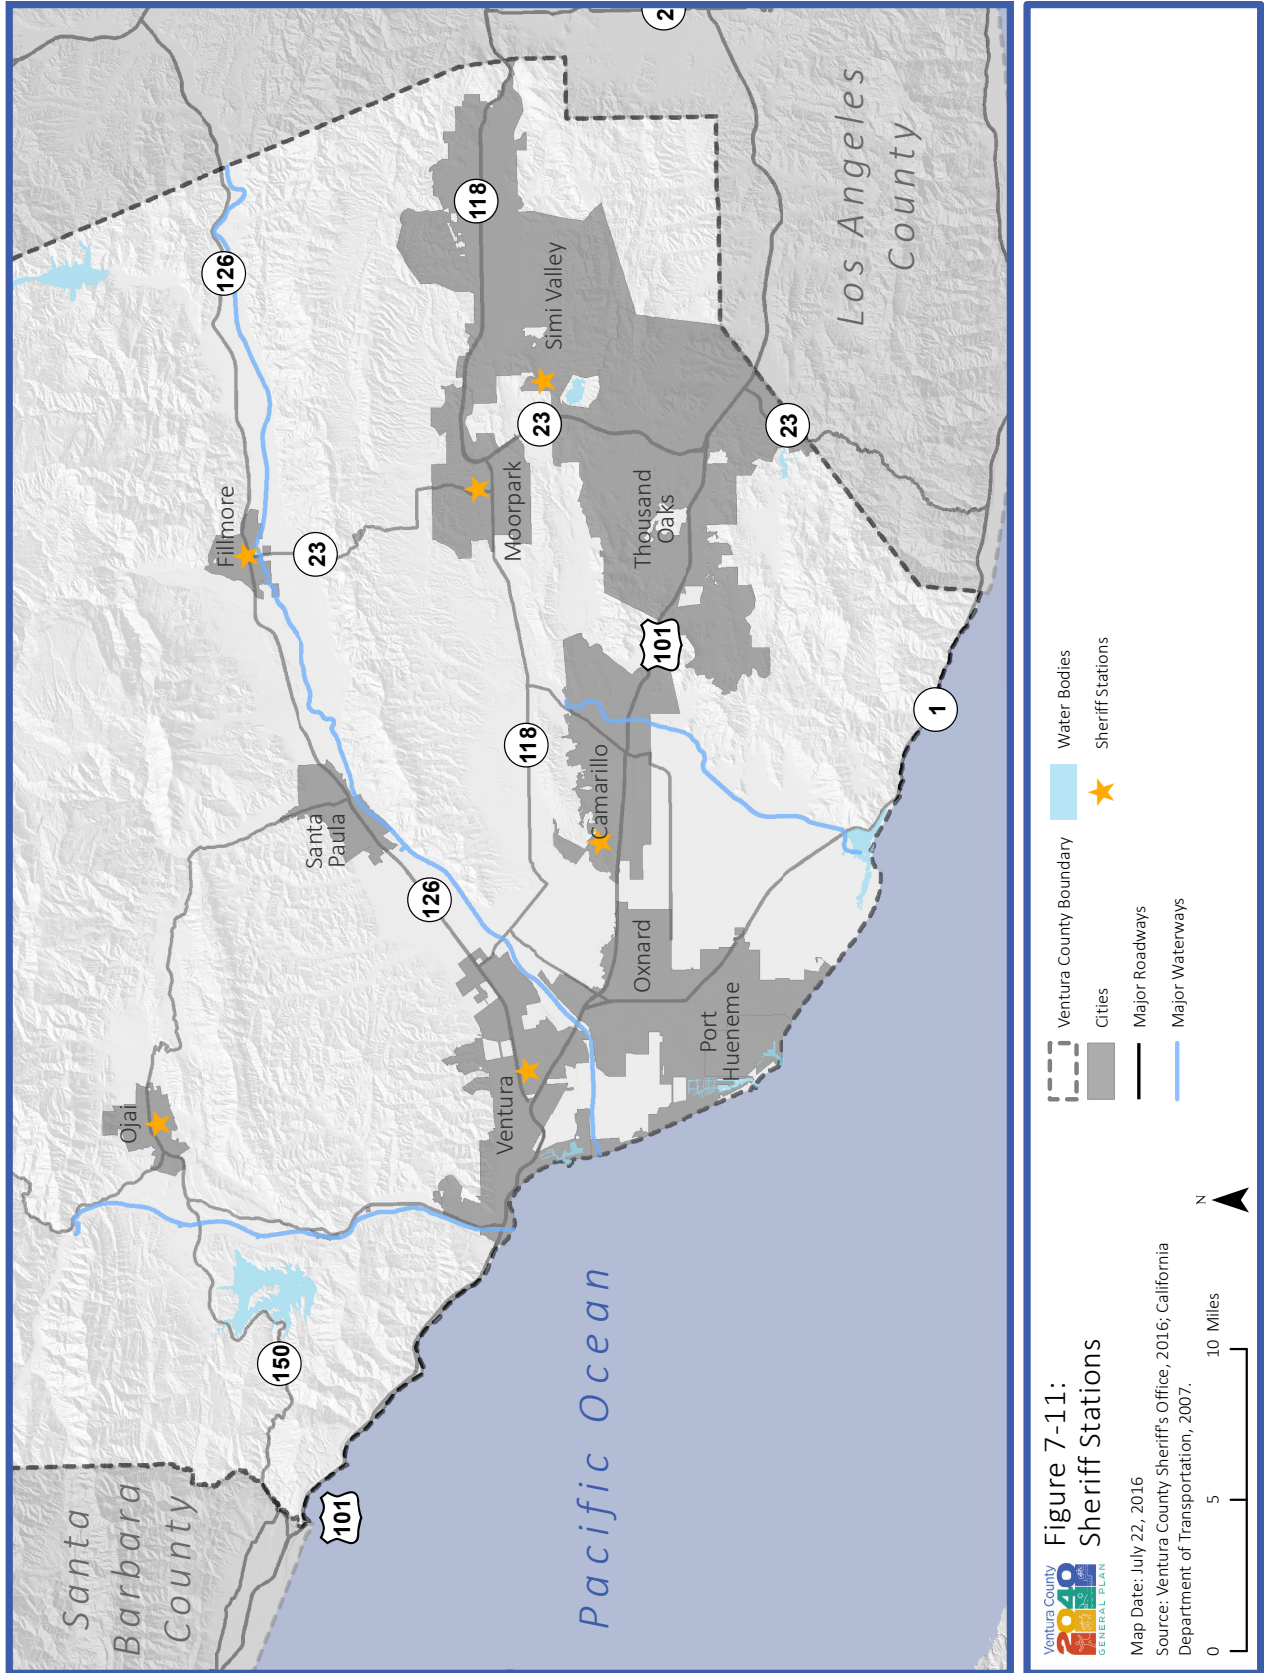 Santa
Barbara
County
101
150
Pacific Ocean
Ojai
Ventura
Port
Hueneme
Oxnard
126
Santa
Paula
Camarillo
118
1
101
Fillmore
23
Moorpark
Thousand
Oaks
23
23
Simi Valley
126
118
Los Angeles
County
2
Ventura County
2040
GENERAL PLAN
Figure 7-11:
Sheriff Stations
Map Date: July 22, 2016
Source: Ventura County Sheriff's Office, 2016; California
Department of Transportation, 2007.
0 5 10 Miles
N
Ventura County Boundary
Cities
Major Roadways
Major Waterways
Water Bodies
Sheriff Stations